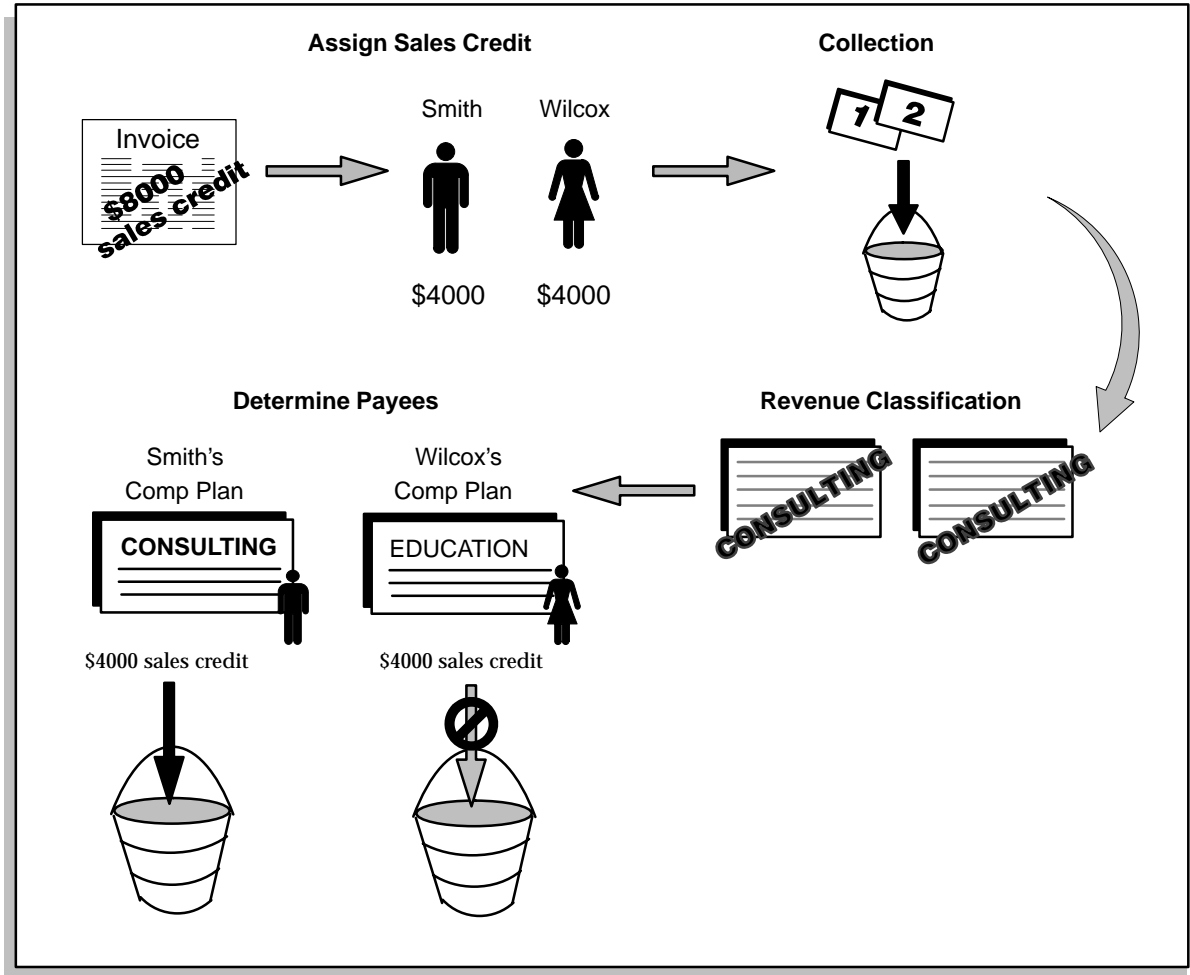 Assign Sales Credit
Collection
Invoice
$8000
sales credit
Smith
Wilcox
$4000
$4000
1
2
Determine Payees
Revenue Classification
Smith’s
Comp Plan
Wilcox’s
Comp Plan
CONSULTING
EDUCATION
CONSULTING
CONSULTING
$4000 sales credit
$4000 sales credit